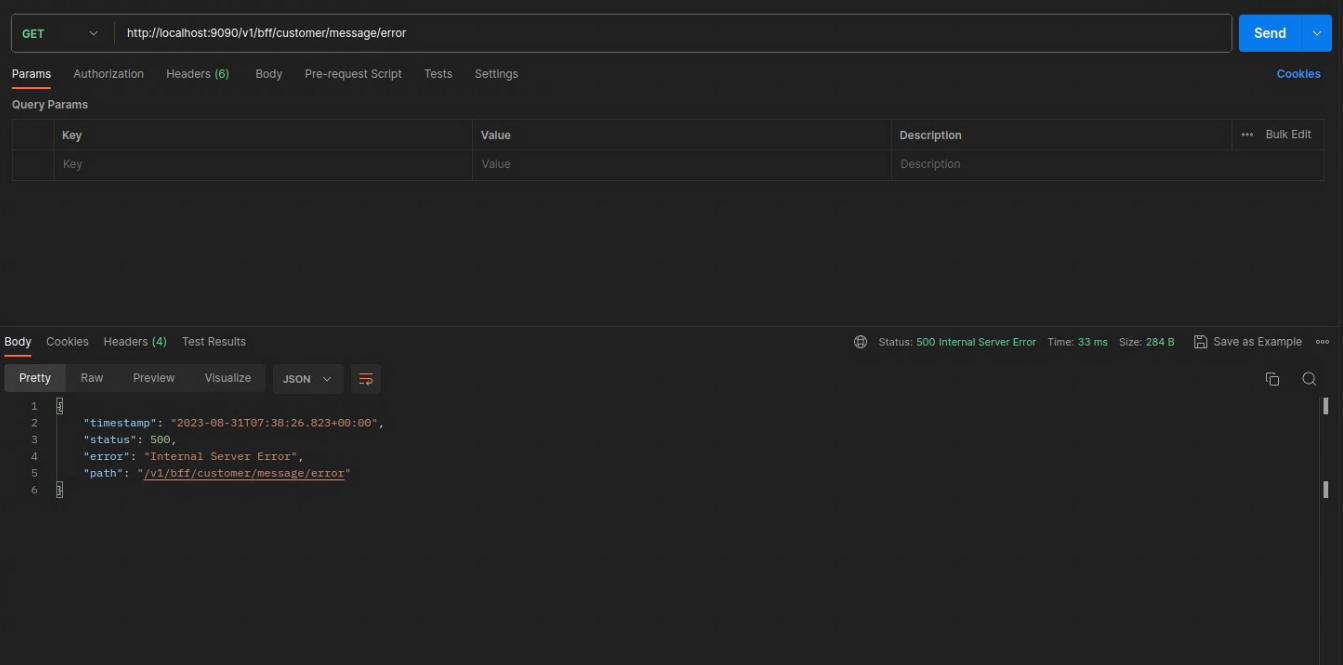 GET http://localhost:9090/v1/bff/customer/message/error Send
Params Authorization Headers (6) Body Pre-request Script Tests Settings Cookies
Query Params
Key Value Description ••• Bulk Edit
Key Value Description
Body Cookies Headers (4) Test Results Status: 500 Internal Server Error Time: 33 ms Size: 284 B Save as Example
Pretty Raw Preview Visualize JSON
1 {
2 "timestamp": "2023-08-31T07:38:26.823+00:00",
3 "status": 500,
4 "error": "Internal Server Error",
5 "path": "/v1/bff/customer/message/error"
6 }